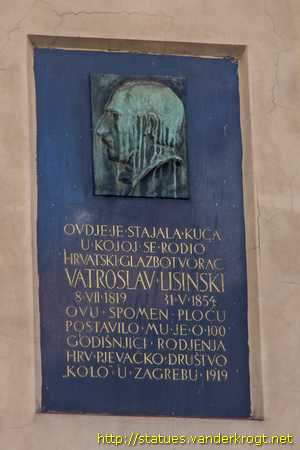 OVDJE·JE·STAJALA·KUĆA
U·KOJOJ·SE·RODIO
HRVATSKI·GLAZBOTVORAC
VATROSLAV·LISINSKI
8·VII·1819 31·V·1854
OVU·SPOMEN·PLOČU
POSTAVILO·MU·JE·O·100
GODIŠNJICI·RODJENJA
HRV·PJEVAČKO·DRUŠTVO
„KOLO"·U·ZAGREBU·1919
http://statues.vanderkrogt.net